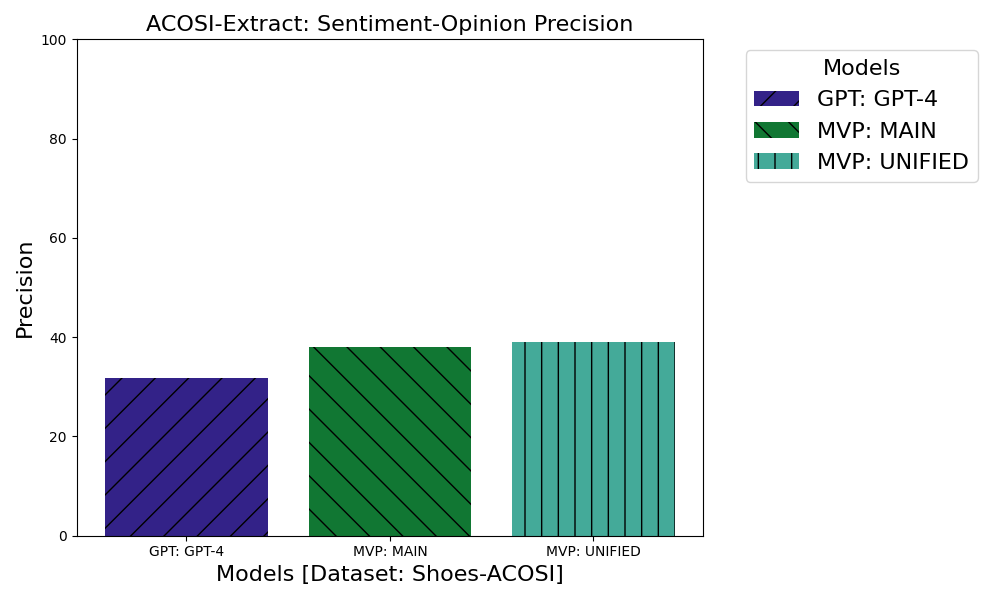 ACOSI-Extract: Sentiment-Opinion Precision
100
80
60
40
20
0
Precision
GPT: GPT-4
MVP: MAIN
MVP: UNIFIED
Models [Dataset: Shoes-ACOSI]
Models
GPT: GPT-4
MVP: MAIN
MVP: UNIFIED